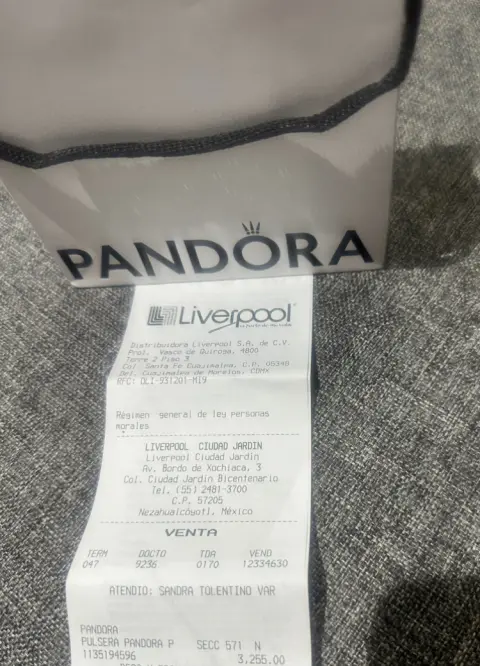 PANDORA
Liverpool
Distribuidora Liverpool S.A. de C.V.
Prol. Vasco de Quiroga, 4800
Torre 2 Piso 3
Col. Santa Fe Cuajimalpa, C.P. 05348
Del. Cuajimalpa de Morelos, CDMX
RFC: DLI-931201-MI9
Régimen general de ley personas
morales
LIVERPOOL CIUDAD JARDIN
Liverpool Ciudad Jardin
Av. Bordo de Xochiaca, 3
Col. Ciudad Jardin Bicentenario
Tel. (55) 2481-3700
C.P. 57205
Nezahualcóyotl, México
VENTA
TERM DOCTO TDA VEND
047 9236 0170 12334630
ATENDIO: SANDRA TOLENTINO VAR
PANDORA
PULSERA PANDORA P SECC 571 N
1135194596 3,255.00